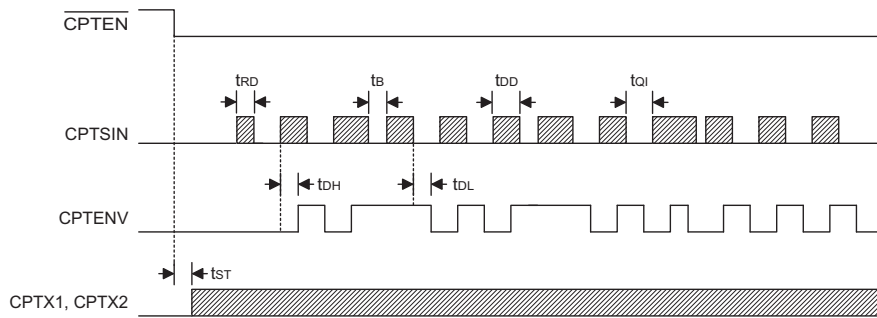 CPTEN
tRD
tB
tDD
tQI
CPTSIN
tDH
tDL
CPTENV
tST
CPTX1, CPTX2